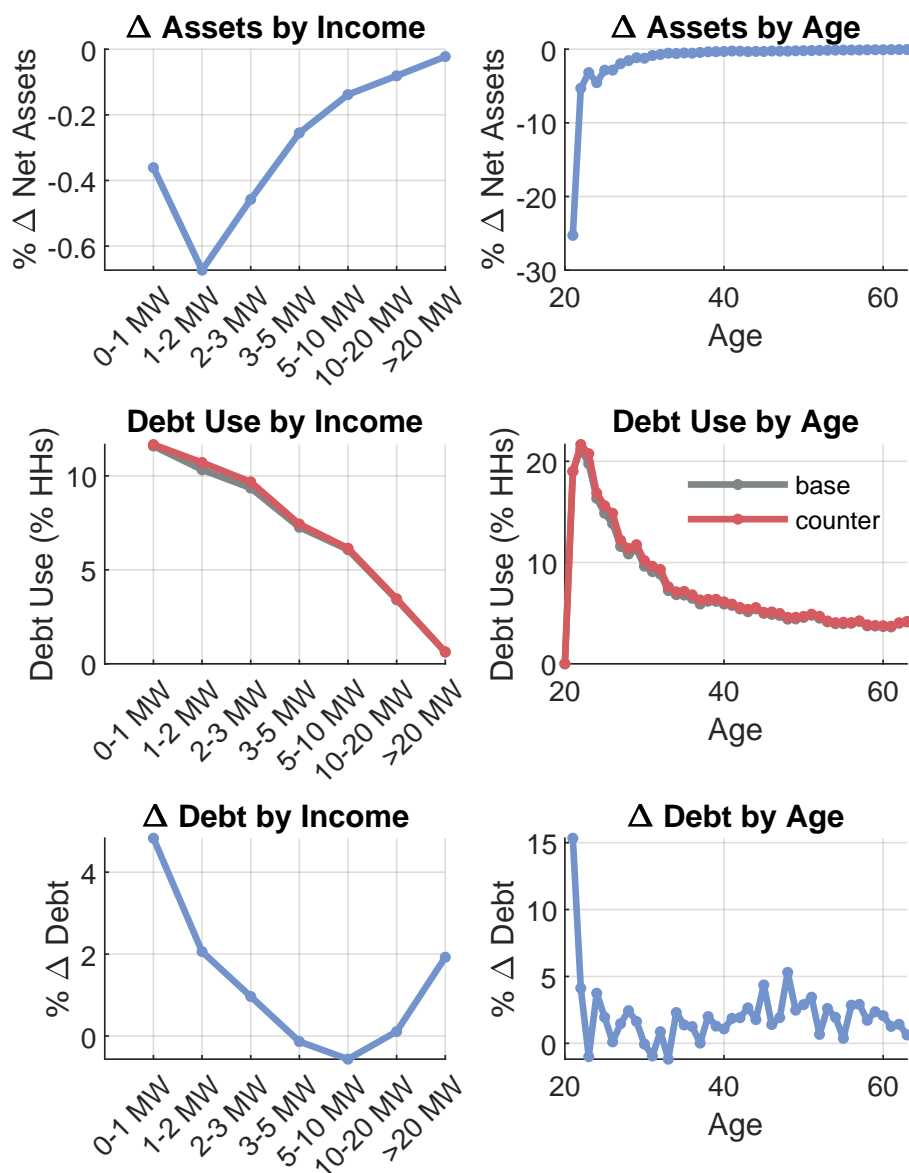 Δ Assets by Income
% Δ Net Assets
0
-0.2
-0.4
-0.6
0-1 MW
1-2 MW
2-3 MW
3-5 MW
5-10 MW
10-20 MW
>20 MW
Δ Assets by Age
% Δ Net Assets
0
-10
-20
-30
20
40
60
Age
Debt Use by Income
Debt Use (% HHs)
10
5
0
0-1 MW
1-2 MW
2-3 MW
3-5 MW
5-10 MW
10-20 MW
>20 MW
Debt Use by Age
Debt Use (% HHs)
20
10
0
base
counter
20
40
60
Age
Δ Debt by Income
% Δ Debt
4
2
0
0-1 MW
1-2 MW
2-3 MW
3-5 MW
5-10 MW
10-20 MW
>20 MW
Δ Debt by Age
% Δ Debt
15
10
5
0
20
40
60
Age